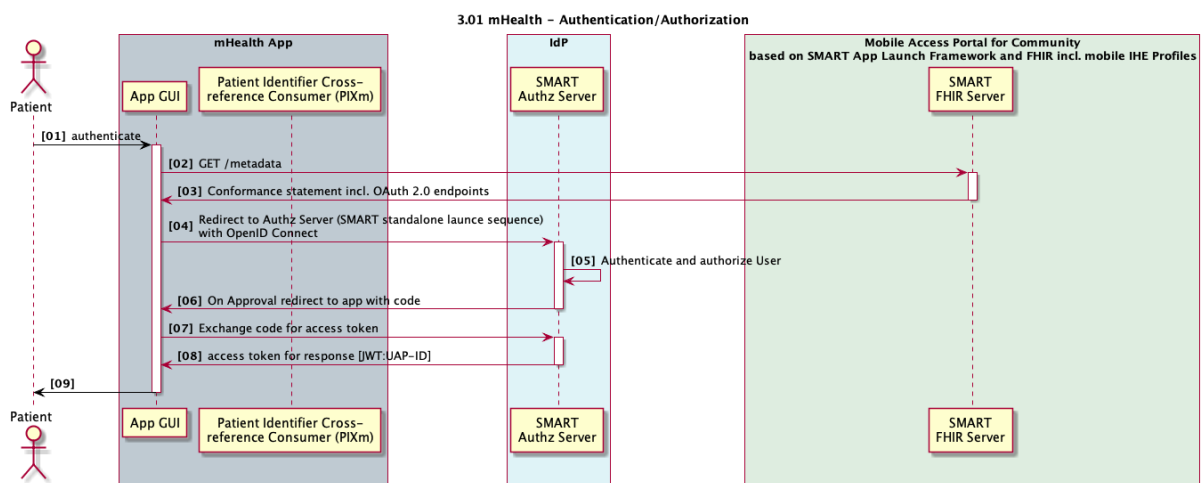 3.01 mHealth - Authentication/Authorization
mHealth App
IdP
Mobile Access Portal for Community
based on SMART App Launch Framework and FHIR incl. mobile IHE Profiles
Patient
App GUI
Patient Identifier Cross-
reference Consumer (PIXm)
SMART
Authz Server
SMART
FHIR Server
[01] authenticate
[02] GET /metadata
[03] Conformance statement incl. OAuth 2.0 endpoints
[04] Redirect to Authz Server (SMART standalone launce sequence)
with OpenID Connect
[05] Authenticate and authorize User
[06] On Approval redirect to app with code
[07] Exchange code for access token
[08] access token for response [JWT:UAP-ID]
[09]
Patient
App GUI
Patient Identifier Cross-
reference Consumer (PIXm)
SMART
Authz Server
SMART
FHIR Server